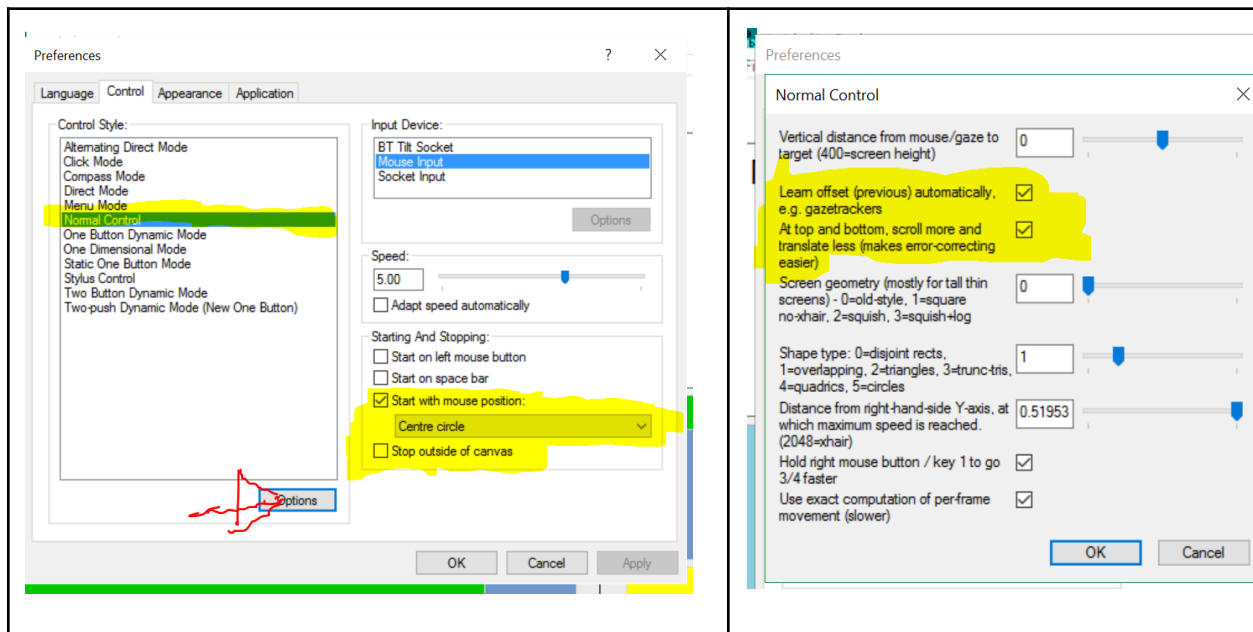 Preferences
?
Language Control Appearance Application
Control Style:
Alternating Direct Mode
Click Mode
Compass Mode
Direct Mode
Menu Mode
Normal Control
One Button Dynamic Mode
One Dimensional Mode
Static One Button Mode
Stylus Control
Two Button Dynamic Mode
Two-push Dynamic Mode (New One Button)
Options
Input Device:
BT Tilt Socket
Mouse Input
Socket Input
Options
Speed:
5.00
Adapt speed automatically
Starting And Stopping:
Start on left mouse button
Start on space bar
Start with mouse position:
Centre circle
Stop outside of canvas
OK Cancel Apply
Preferences
Normal Control
Vertical distance from mouse/gaze to
target (400=screen height)
0
Learn offset (previous) automatically,
e.g. gazetrackers
At top and bottom, scroll more and
translate less (makes error-correcting
easier)
Screen geometry (mostly for tall thin
screens) - 0=old-style, 1=square
no-xhair, 2=squish, 3=squish+log
0
Shape type: 0=disjoint rects,
1=overlapping, 2=triangles, 3=trunc-tris,
4=quadrics, 5=circles
1
Distance from right-hand-side Y-axis, at
which maximum speed is reached.
(2048=xhair)
0.51953
Hold right mouse button / key 1 to go
3/4 faster
Use exact computation of per-frame
movement (slower)
OK Cancel